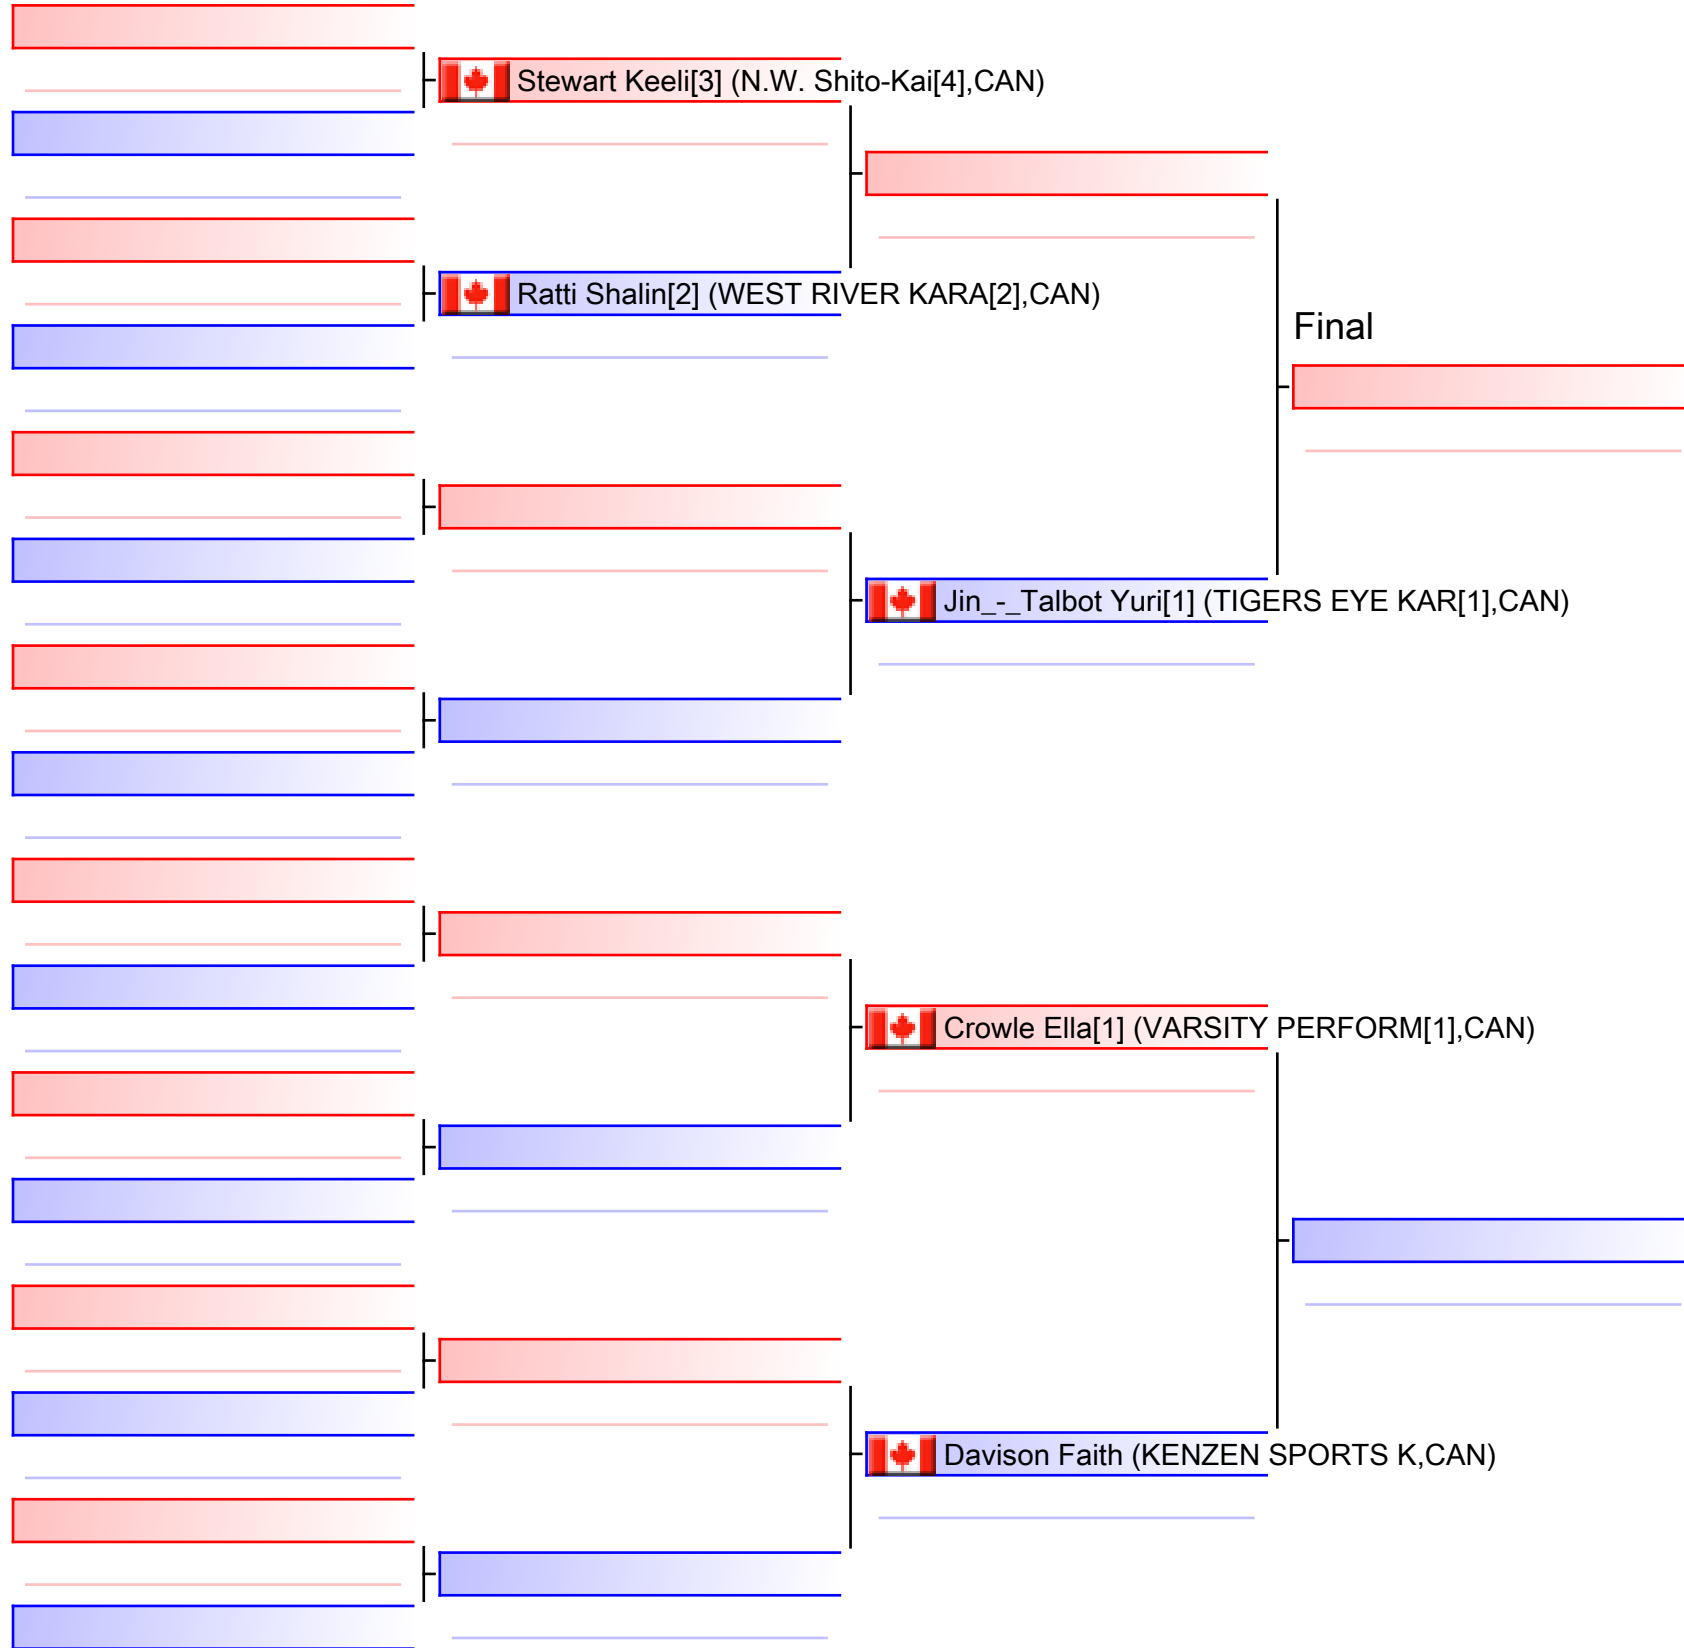 Stewart Keeli[3] (N.W. Shito-Kai[4],CAN)
Ratti Shalin[2] (WEST RIVER KARA[2],CAN)
Final
Jin_-_Talbot Yuri[1] (TIGERS EYE KAR[1],CAN)
Crowle Ella[1] (VARSITY PERFORM[1],CAN)
Davison Faith (KENZEN SPORTS K,CAN)